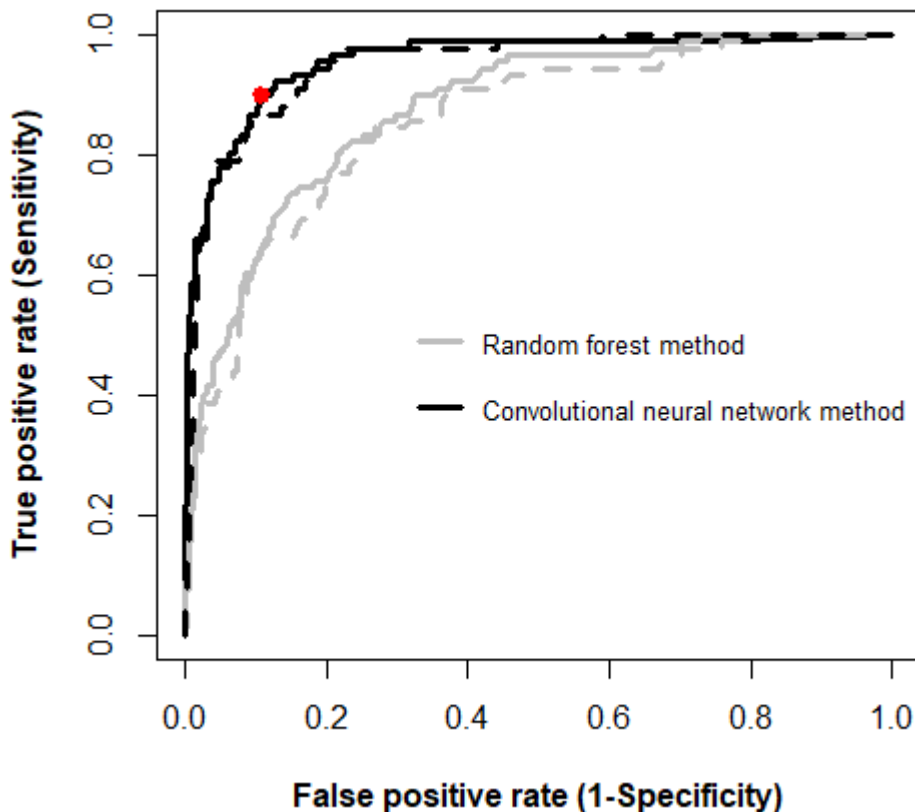 1.0
0.8
0.6
0.4
0.2
0.0
True positive rate (Sensitivity)
Random forest method
Convolutional neural network method
0.0 0.2 0.4 0.6 0.8 1.0
False positive rate (1-Specificity)